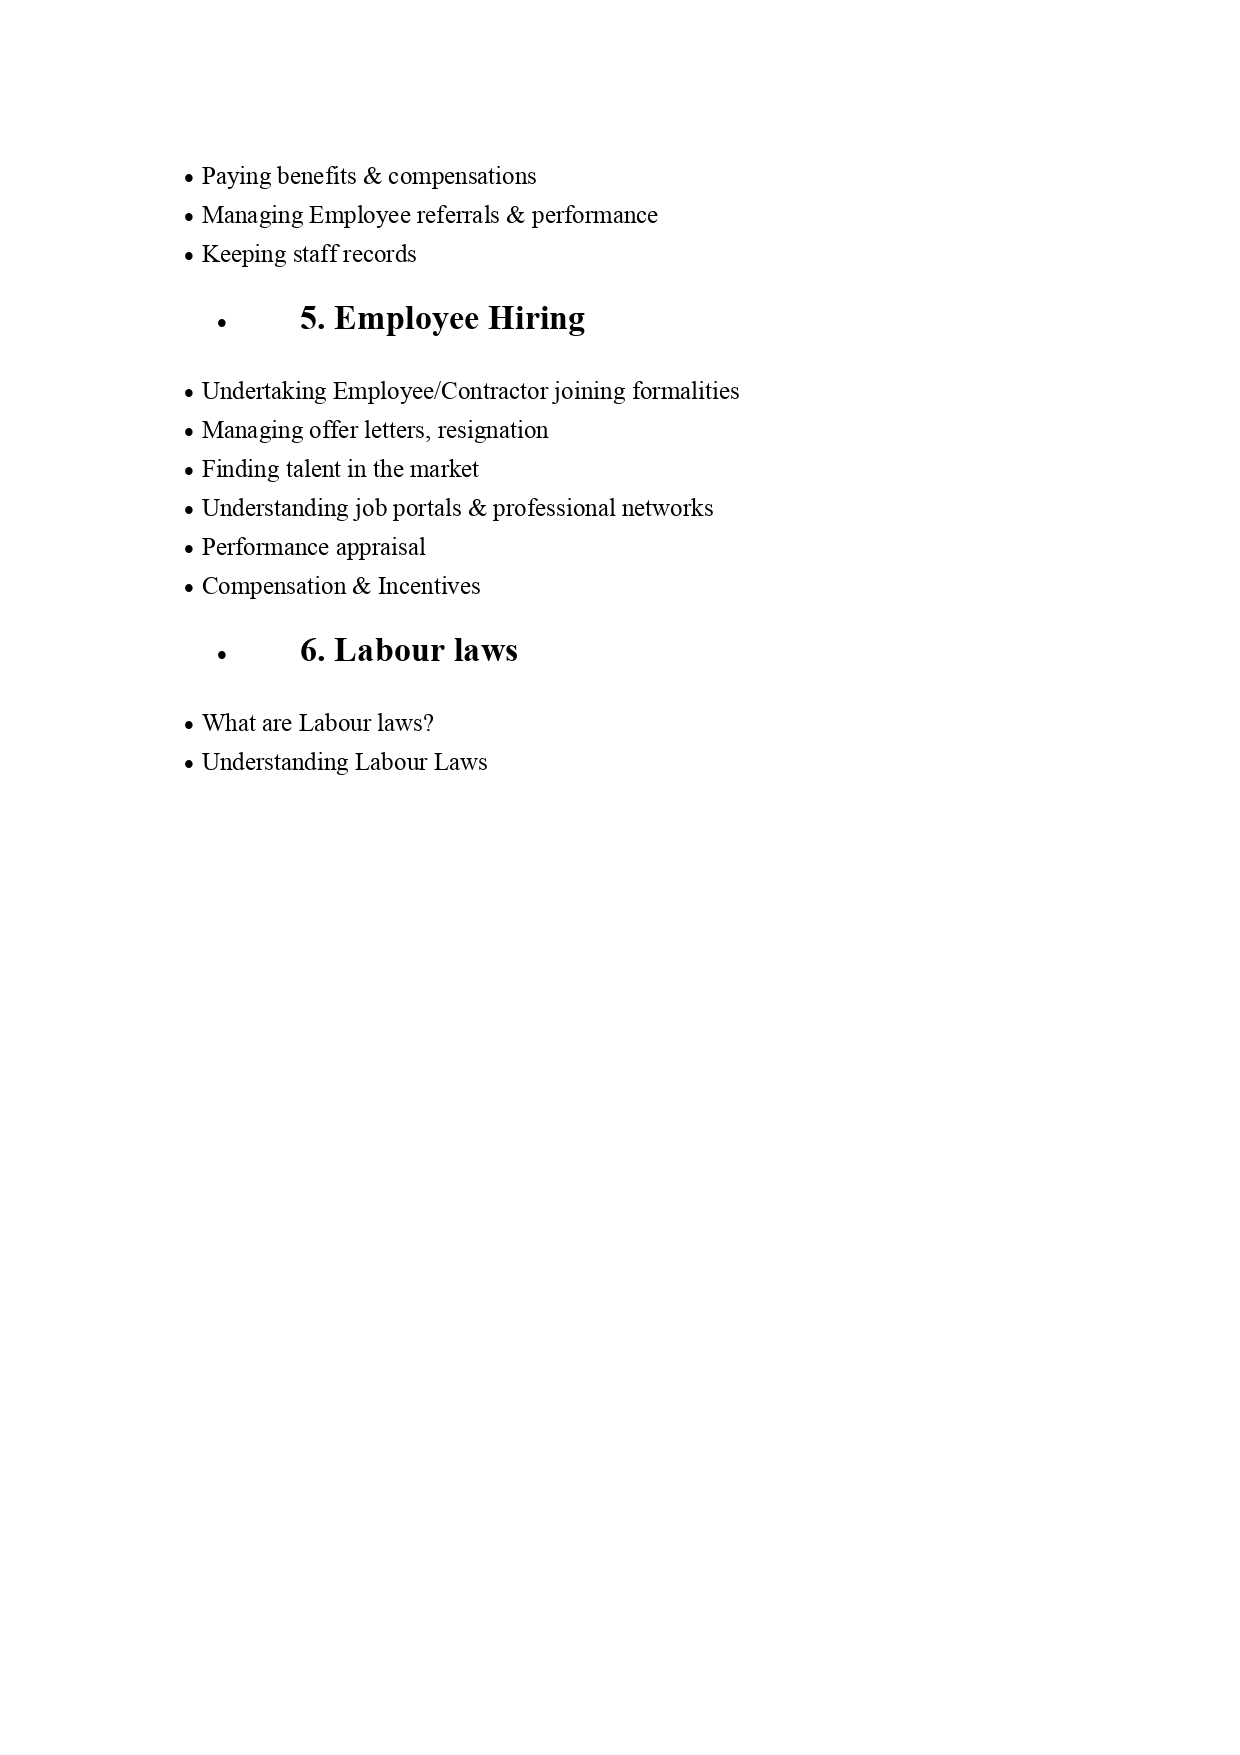 • Paying benefits & compensations
• Managing Employee referrals & performance
• Keeping staff records
• 5. Employee Hiring
• Undertaking Employee/Contractor joining formalities
• Managing offer letters, resignation
• Finding talent in the market
• Understanding job portals & professional networks
• Performance appraisal
• Compensation & Incentives
• 6. Labour laws
• What are Labour laws?
• Understanding Labour Laws